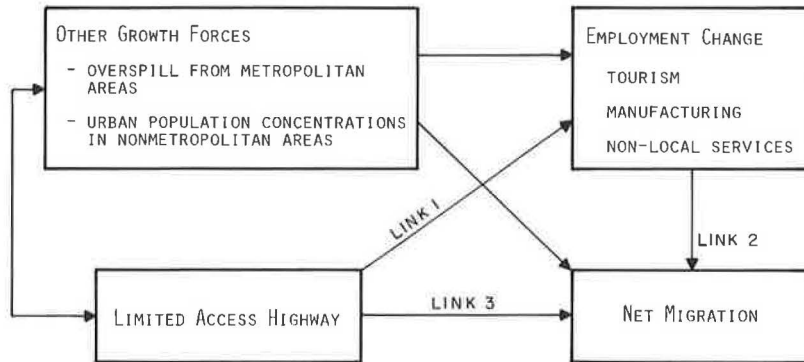 OTHER GROWTH FORCES
- OVERSPILL FROM METROPOLITAN
AREAS
- URBAN POPULATION CONCENTRATIONS
IN NONMETROPOLITAN AREAS
EMPLOYMENT CHANGE
TOURISM
MANUFACTURING
NON-LOCAL SERVICES
LINK 1
LINK 2
LIMITED ACCESS HIGHWAY
LINK 3
NET MIGRATION